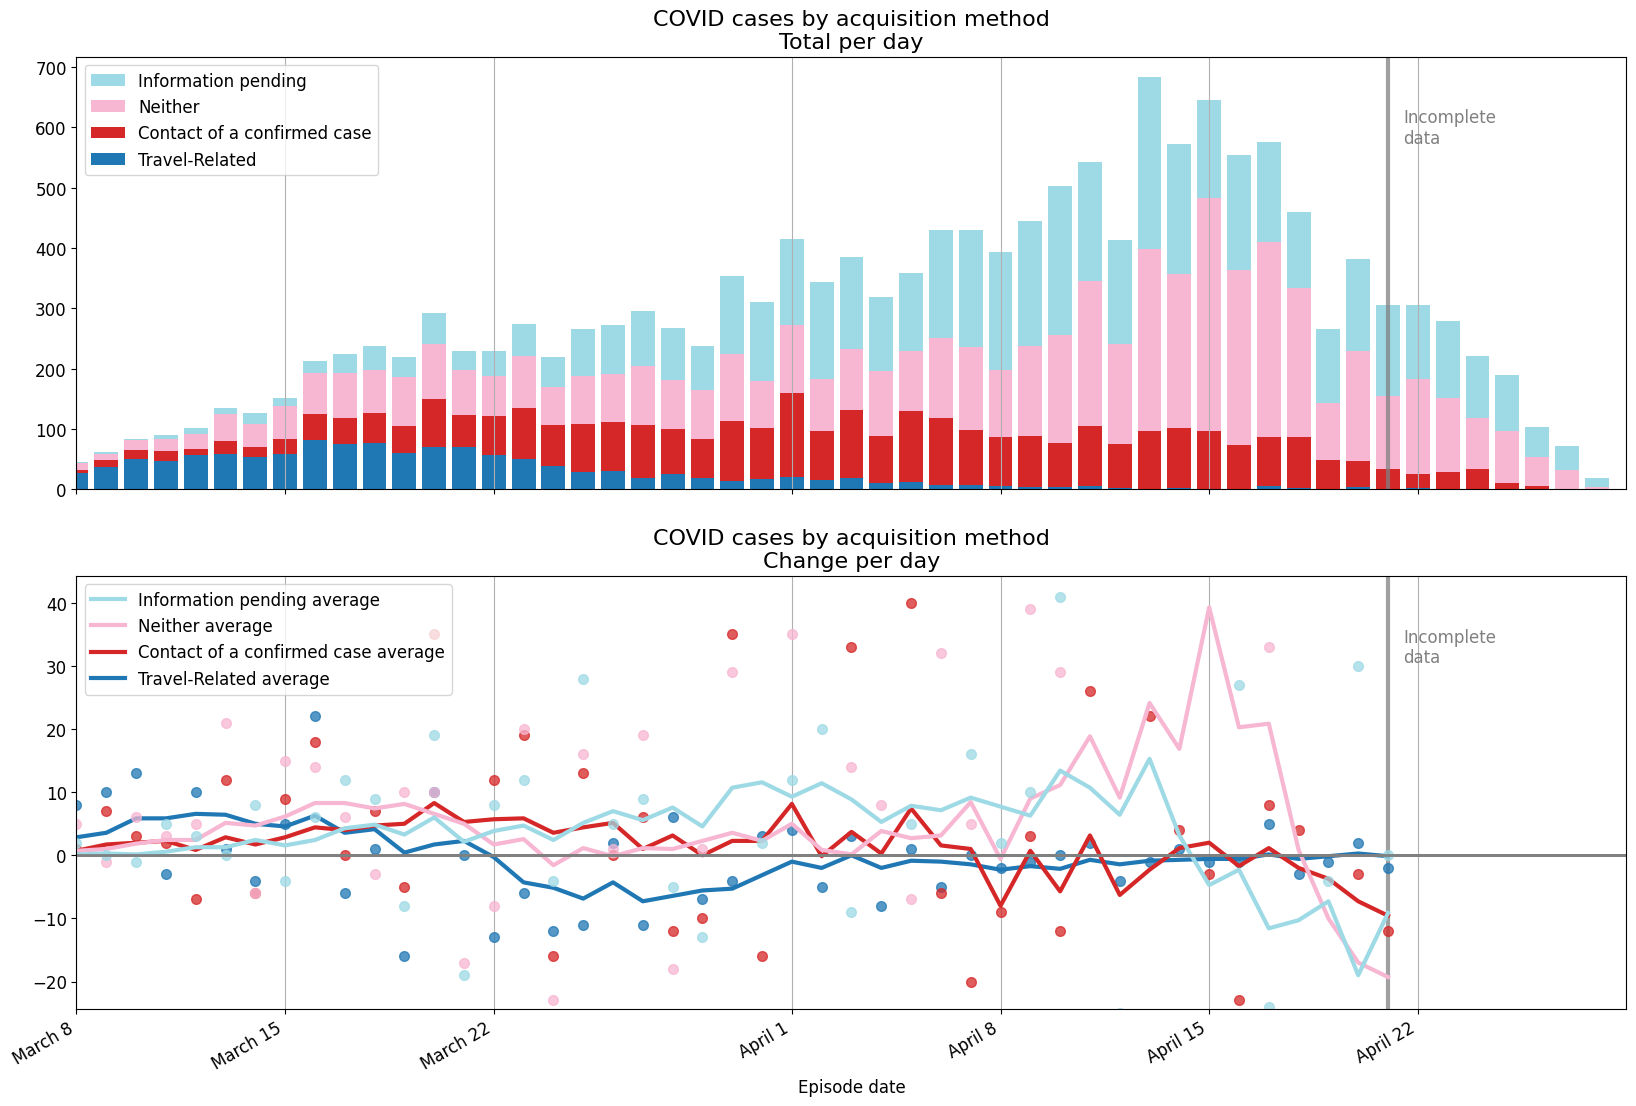 COVID cases by acquisition method
Total per day
700
600
500
400
300
200
100
0
Information pending
Neither
Contact of a confirmed case
Travel-Related
Incomplete
data
COVID cases by acquisition method
Change per day
40
30
20
10
0
−10
−20
Information pending average
Neither average
Contact of a confirmed case average
Travel-Related average
Incomplete
data
March 8
March 15
March 22
April 1
April 8
April 15
April 22
Episode date